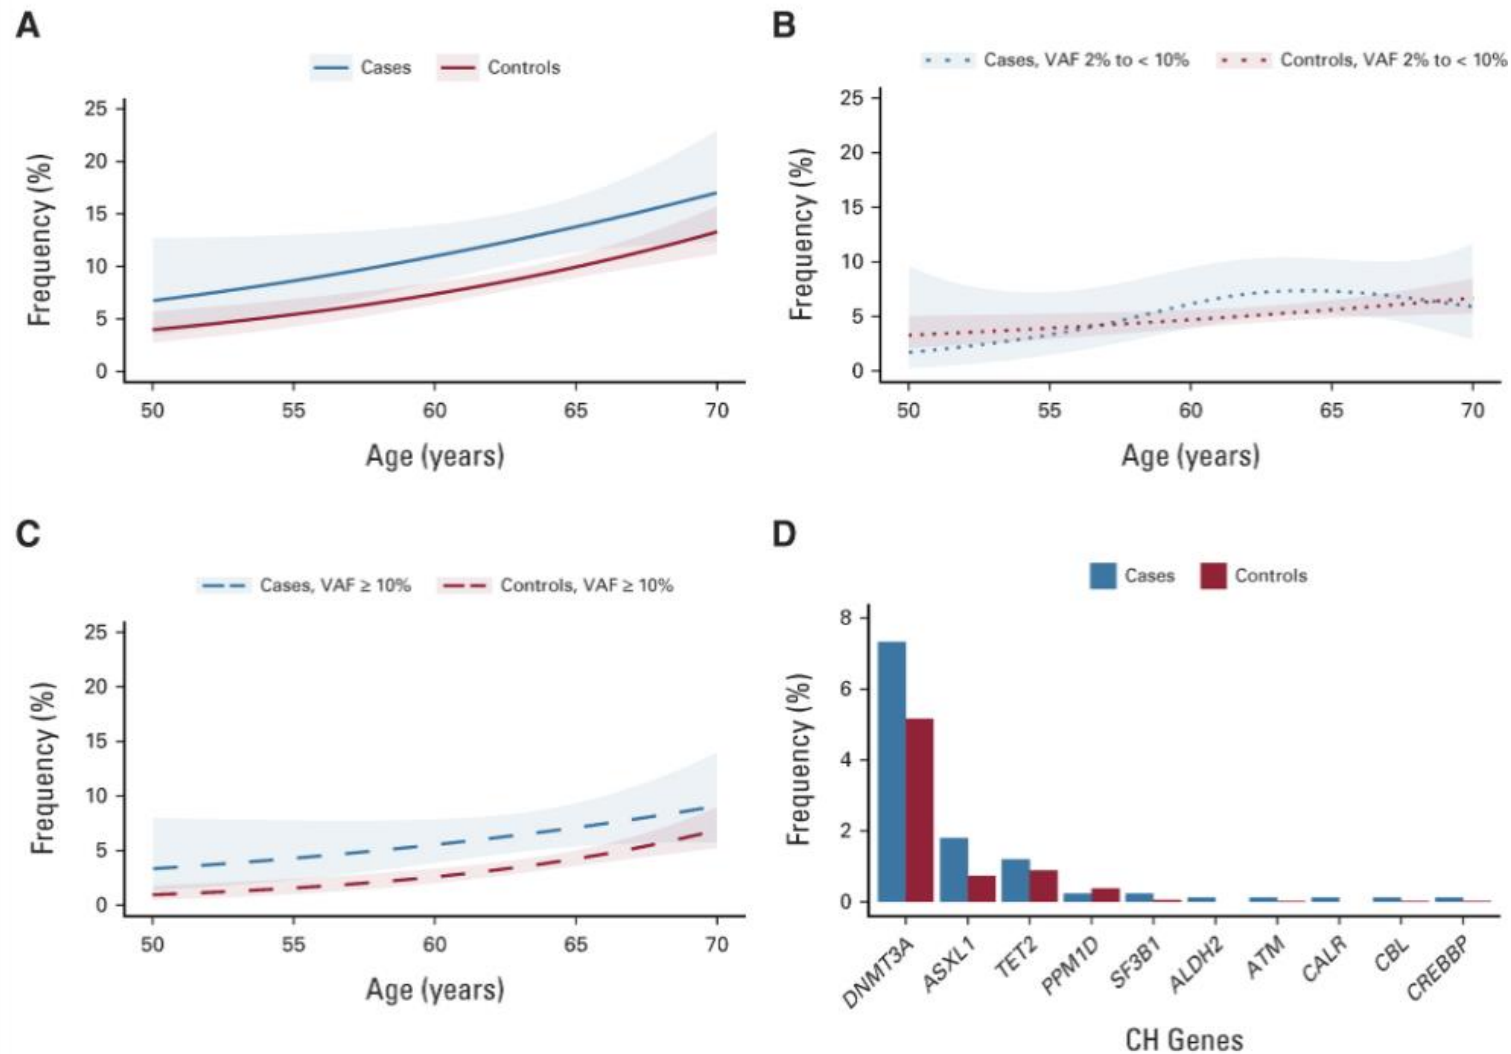 A
Cases Controls
Frequency (%)
25
20
15
10
5
0
50 55 60 65 70
Age (years)
B
Cases, VAF 2% to < 10% Controls, VAF 2% to < 10%
Frequency (%)
25
20
15
10
5
0
50 55 60 65 70
Age (years)
C
Cases, VAF ≥ 10% Controls, VAF ≥ 10%
Frequency (%)
25
20
15
10
5
0
50 55 60 65 70
Age (years)
D
Cases Controls
Frequency (%)
8
6
4
2
0
DNMT3A
ASXL1
TET2
PPM1D
SF3B1
ALDH2
ATM
CALR
CBL
CREBBP
CH Genes